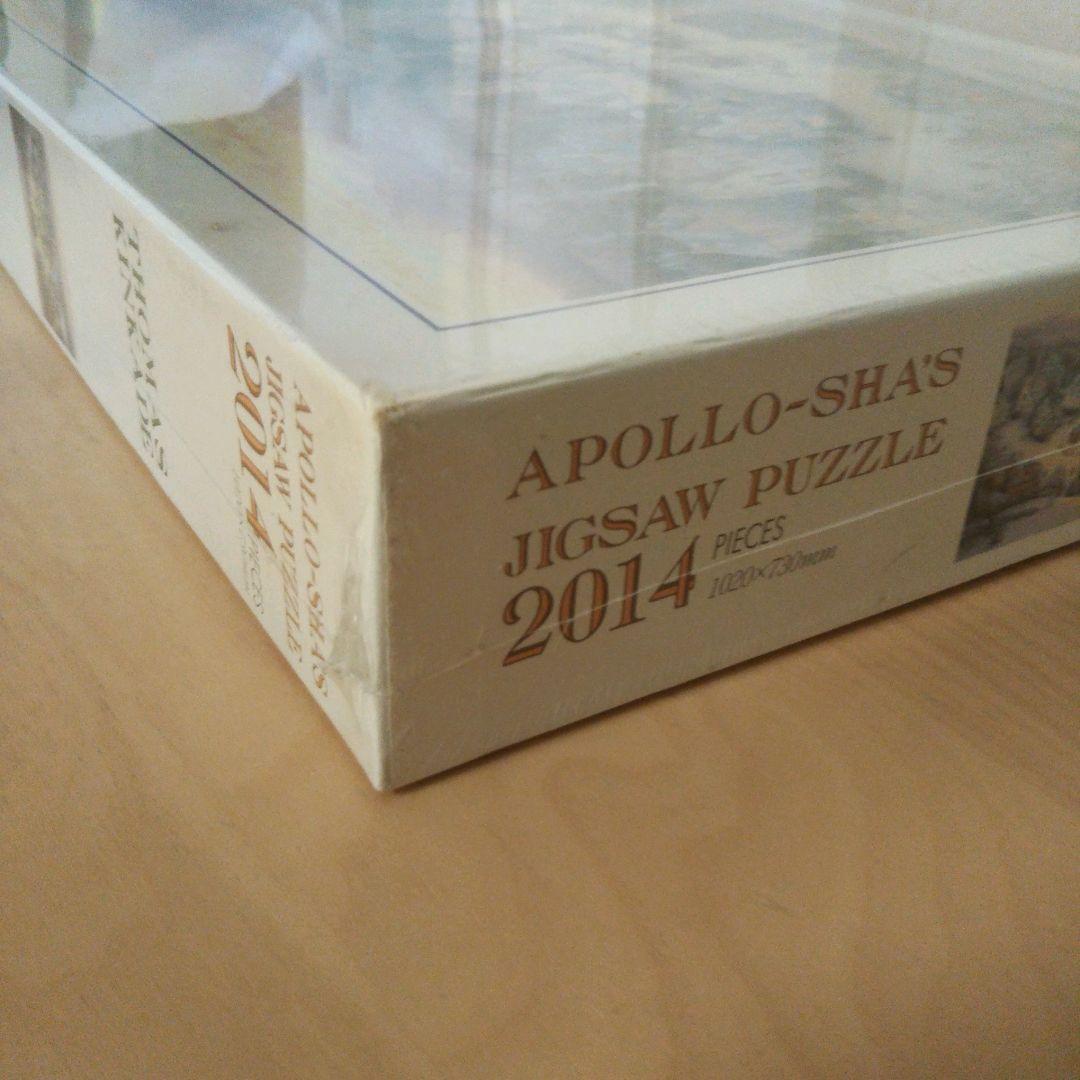 APOLLO-SHA'S
JIGSAW PUZZLE
2014 PIECES
1020×730mm
THOMAS
KINKADE
APOLLO-SHA'S
JIGSAW PUZZLE
2014 PIECES